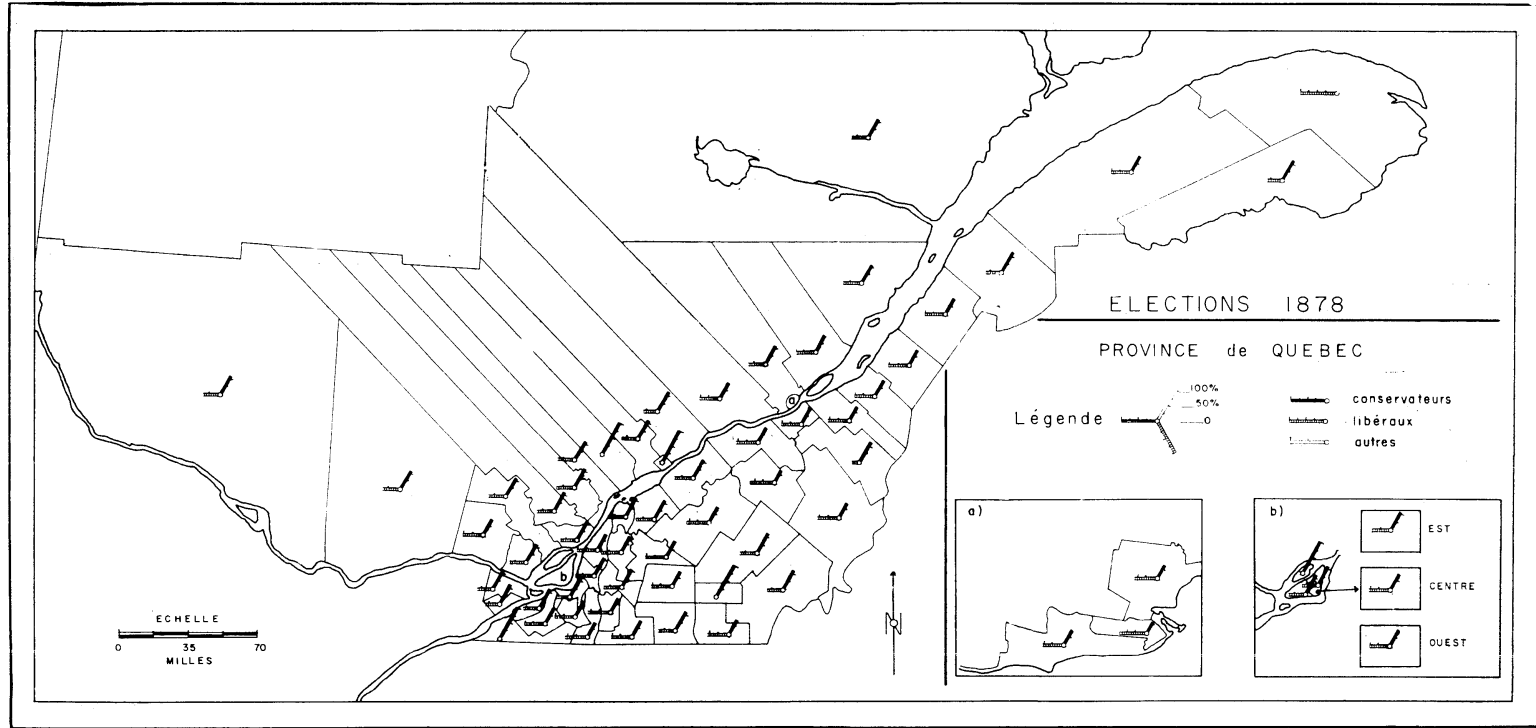 ELECTIONS 1878
PROVINCE de QUEBEC
Légende
100%
50%
0
conservateurs
libéraux
autres
a
b
N
ECHELLE
0 35 70
MILLES
a)
b)
EST
CENTRE
OUEST